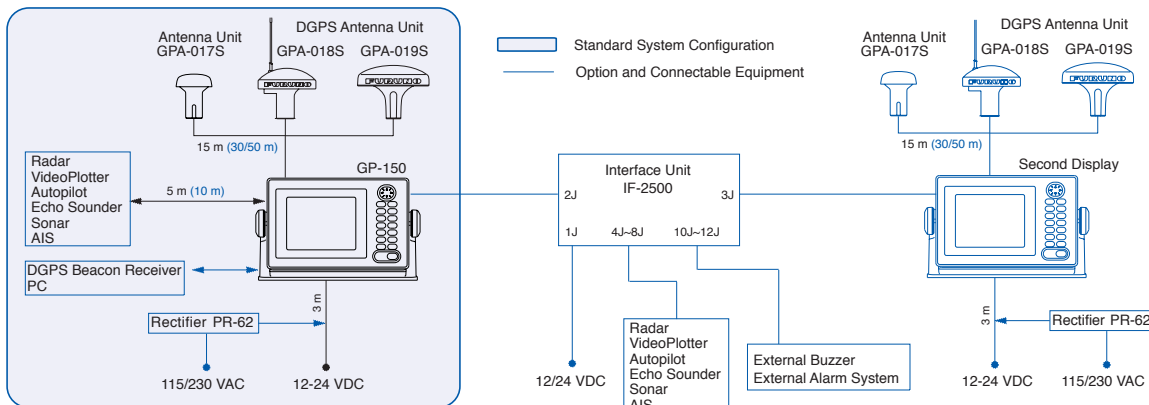 Antenna Unit
GPA-017S
DGPS Antenna Unit
GPA-018S GPA-019S
FURUNO FURUNO
15 m (30/50 m)
GP-150
Radar
VideoPlotter
Autopilot
Echo Sounder
Sonar
AIS
5 m (10 m)
DGPS Beacon Receiver
PC
3 m
Rectifier PR-62
115/230 VAC
12-24 VDC
Standard System Configuration
Option and Connectable Equipment
Interface Unit
IF-2500
2J
3J
1J
4J~8J
10J~12J
12/24 VDC
Radar
VideoPlotter
Autopilot
Echo Sounder
Sonar
AIS
External Buzzer
External Alarm System
Antenna Unit
GPA-017S
DGPS Antenna Unit
GPA-018S GPA-019S
FURUNO FURUNO
15 m (30/50 m)
Second Display
3 m
Rectifier PR-62
12-24 VDC
115/230 VAC